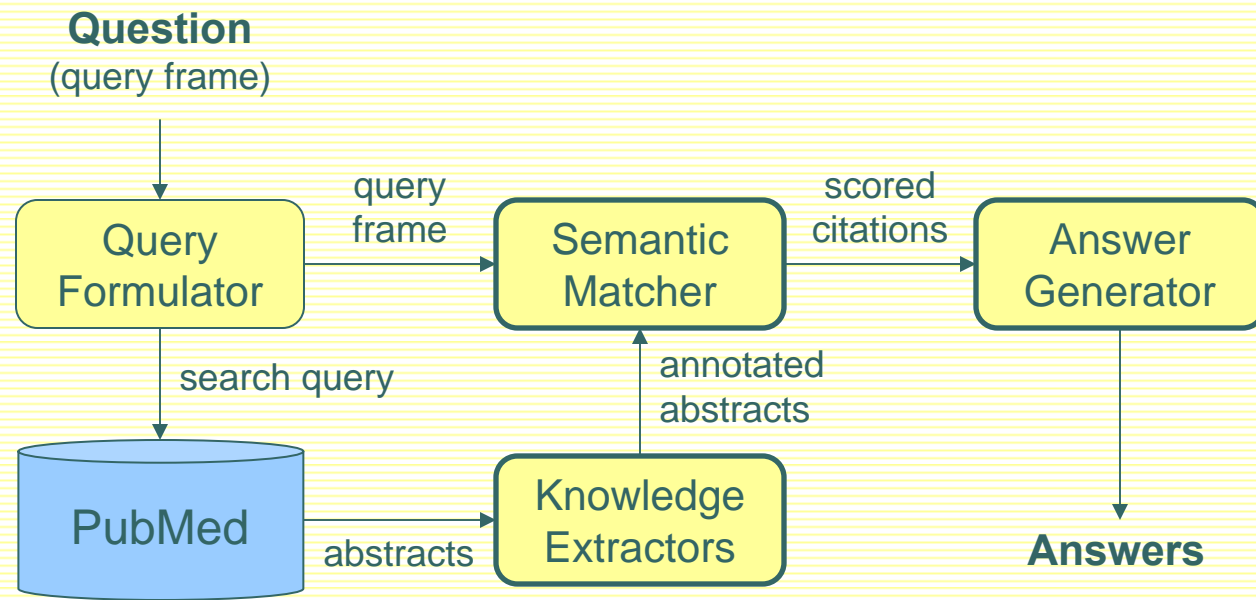 Question
(query frame)
query
frame
scored
citations
Query
Formulator
Semantic
Matcher
Answer
Generator
search query
annotated
abstracts
PubMed
abstracts
Knowledge
Extractors
Answers